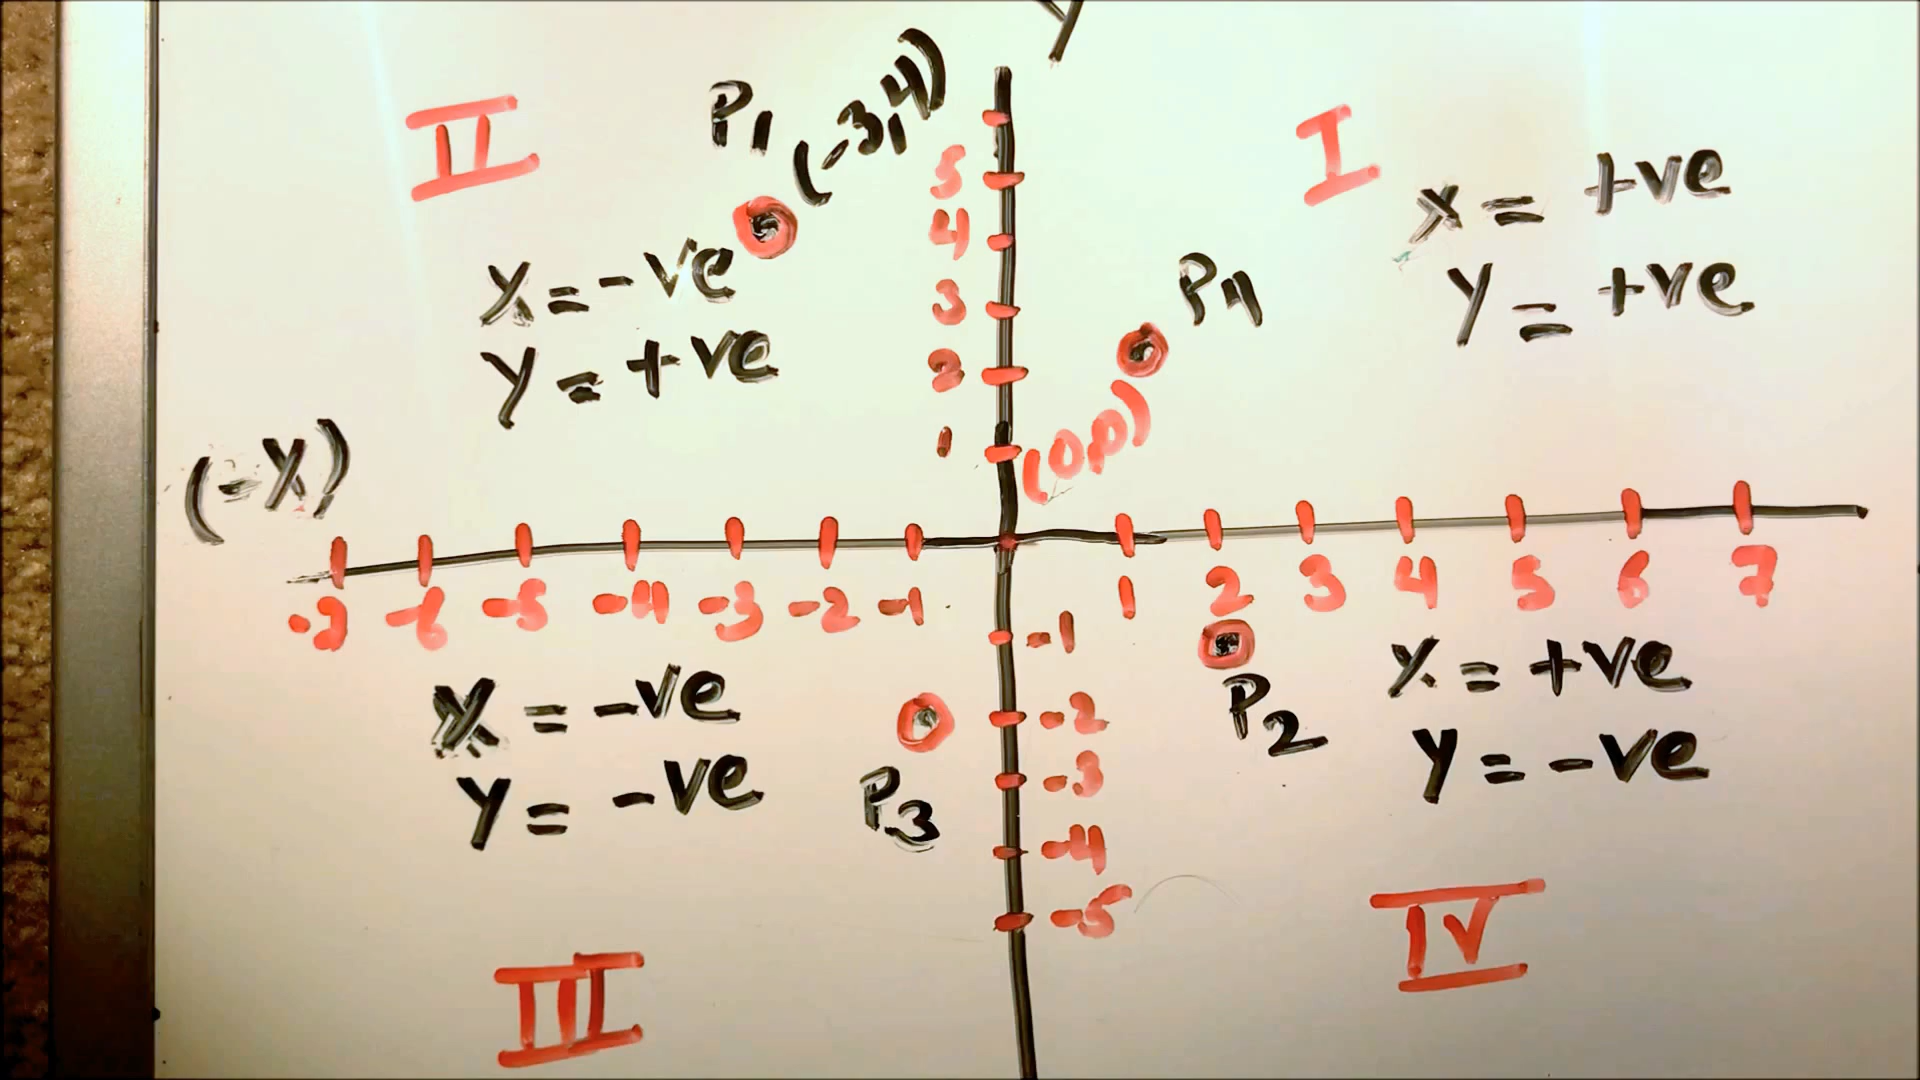 Y
II
P1 (-3,4)
I
X = -ve
Y = +ve
X = +ve
Y = +ve
P4
5
4
3
2
1
(0,0)
(-X)
-7 -6 -5 -4 -3 -2 -1 1 2 3 4 5 6 7
-1
-2
-3
-4
-5
X = -ve
Y = -ve
P3
P2
X = +ve
Y = -ve
III
IV